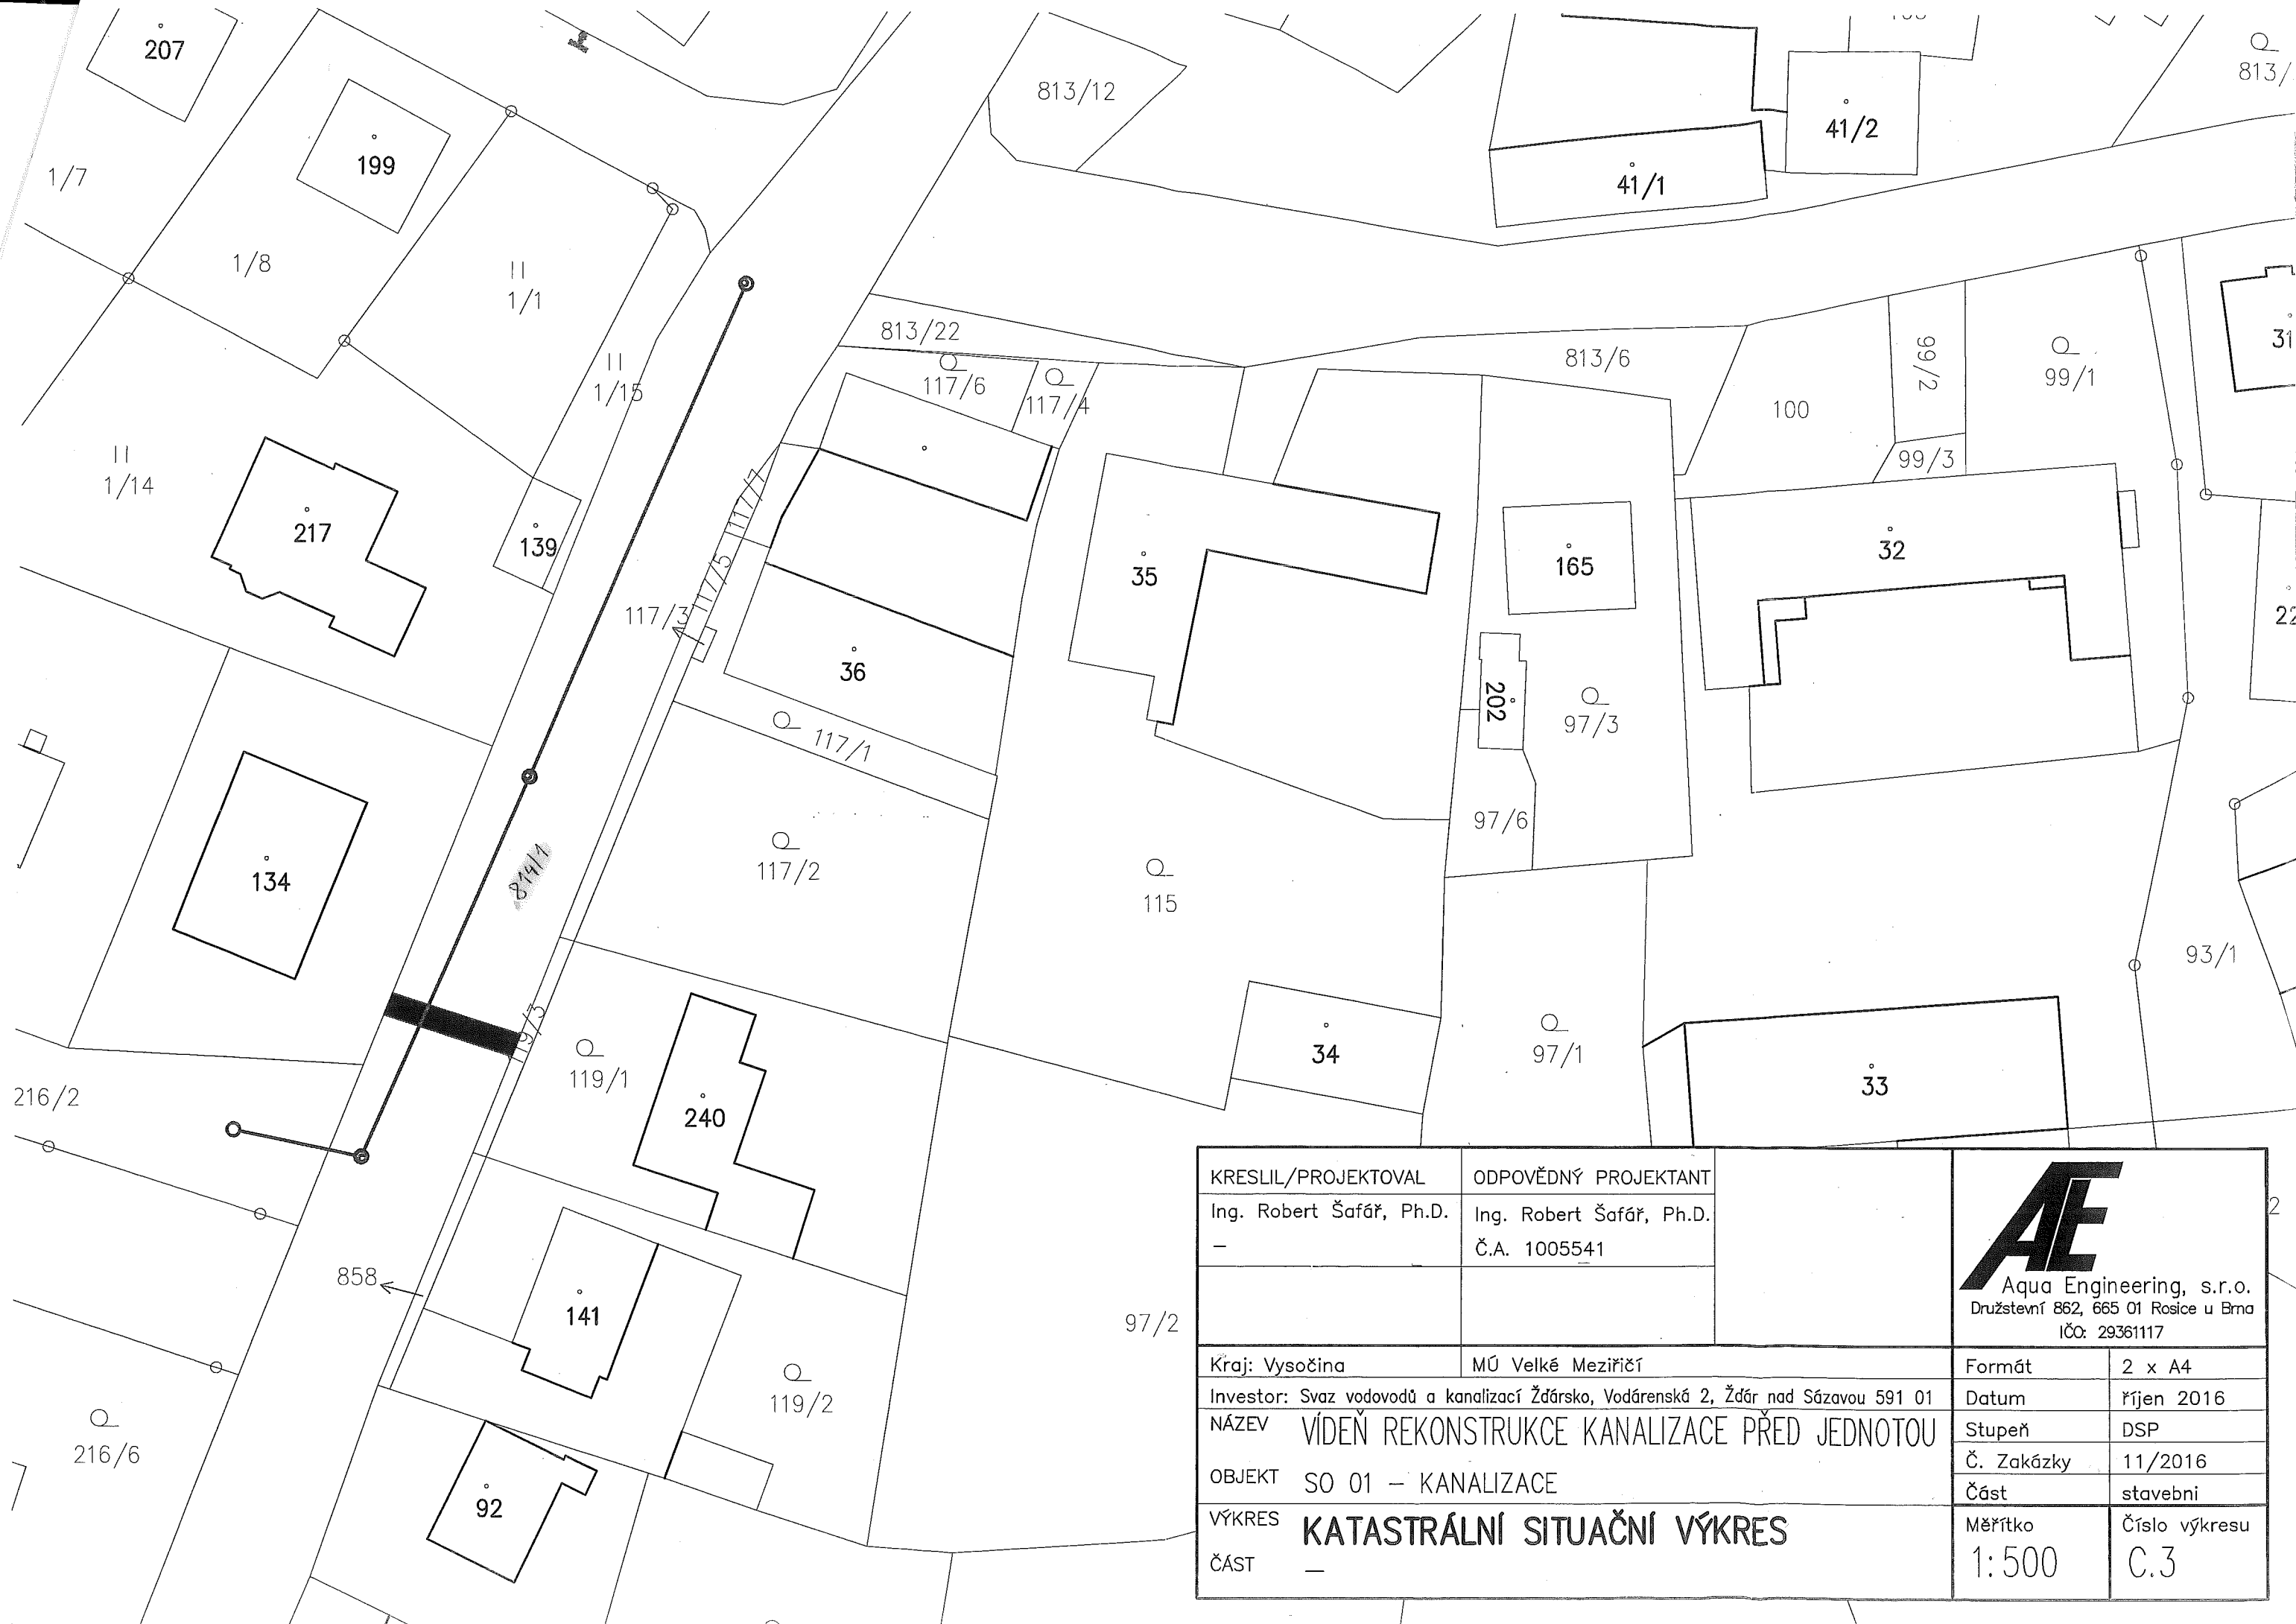 207
813/
813/12
41/2
199
1/7
41/1
1/8
II
1/1
813/22
813/6
31
99/2
99/1
II
1/15
117/6
117/4
100
99/3
II
1/14
217
139
117/7
35
165
32
117/5
117/3
36
202
97/3
117/1
97/6
814/1
134
117/2
115
93/1
19/3
119/1
34
97/1
33
216/2
240
858
141
97/2
119/2
216/6
92
KRESLIL/PROJEKTOVAL
ODPOVĚDNÝ PROJEKTANT
Ing. Robert Šafář, Ph.D.
Ing. Robert Šafář, Ph.D.
–
Č.A. 1005541
AE
Aqua Engineering, s.r.o.
Družstevní 862, 665 01 Rosice u Brna
IČO: 29361117
Kraj: Vysočina
MÚ Velké Meziřičí
Formát
2 x A4
Investor: Svaz vodovodů a kanalizací Žďársko, Vodárenská 2, Žďár nad Sázavou 591 01
Datum
říjen 2016
NÁZEV VÍDEŇ REKONSTRUKCE KANALIZACE PŘED JEDNOTOU
Stupeň
DSP
Č. Zakázky
11/2016
OBJEKT SO 01 – KANALIZACE
Část
stavebni
VÝKRES KATASTRÁLNÍ SITUAČNÍ VÝKRES
Měřítko
1:500
Číslo výkresu
C.3
ČÁST –